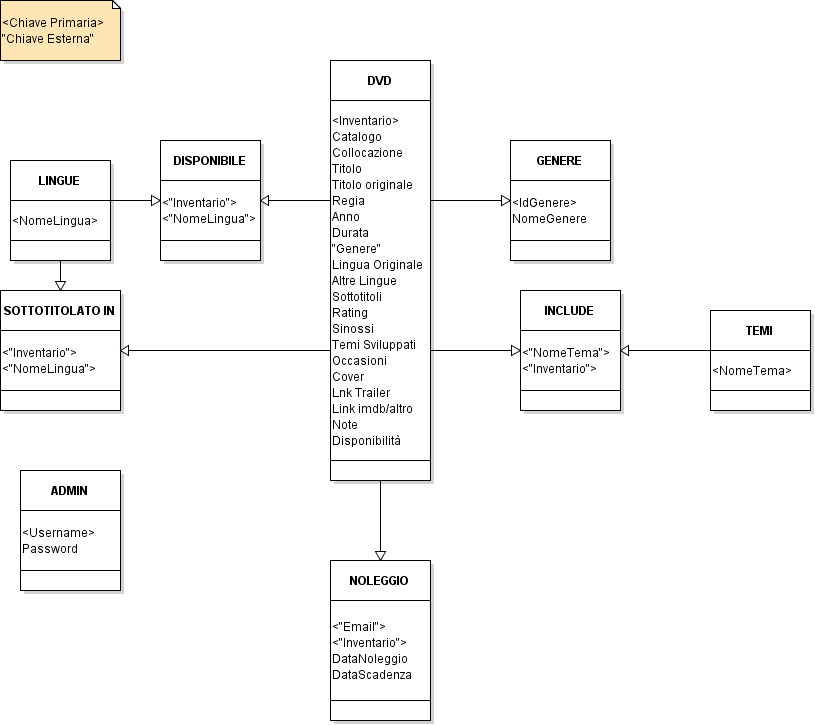 <Chiave Primaria>
"Chiave Esterna"
DVD
<Inventario>
Catalogo
Collocazione
Titolo
Titolo originale
Regia
Anno
Durata
"Genere"
Lingua Originale
Altre Lingue
Sottotitoli
Rating
Sinossi
Temi Sviluppati
Occasioni
Cover
Lnk Trailer
Link imdb/altro
Note
Disponibilità
LINGUE
<NomeLingua>
DISPONIBILE
<"Inventario">
<"NomeLingua">
GENERE
<IdGenere>
NomeGenere
SOTTOTITOLATO IN
<"Inventario">
<"NomeLingua">
INCLUDE
<"NomeTema">
<"Inventario">
TEMI
<NomeTema>
ADMIN
<Username>
Password
NOLEGGIO
<"Email">
<"Inventario">
DataNoleggio
DataScadenza